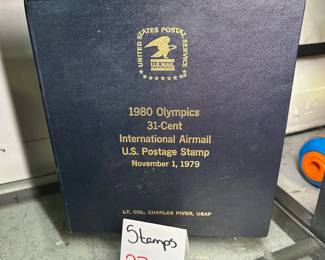 UNITED STATES POSTAL SERVICE
U.S.MAIL
1980 Olympics
31-Cent
International Airmail
U.S. Postage Stamp
November 1, 1979
LT. COL. CHARLES PIVER, USAF
Stamps